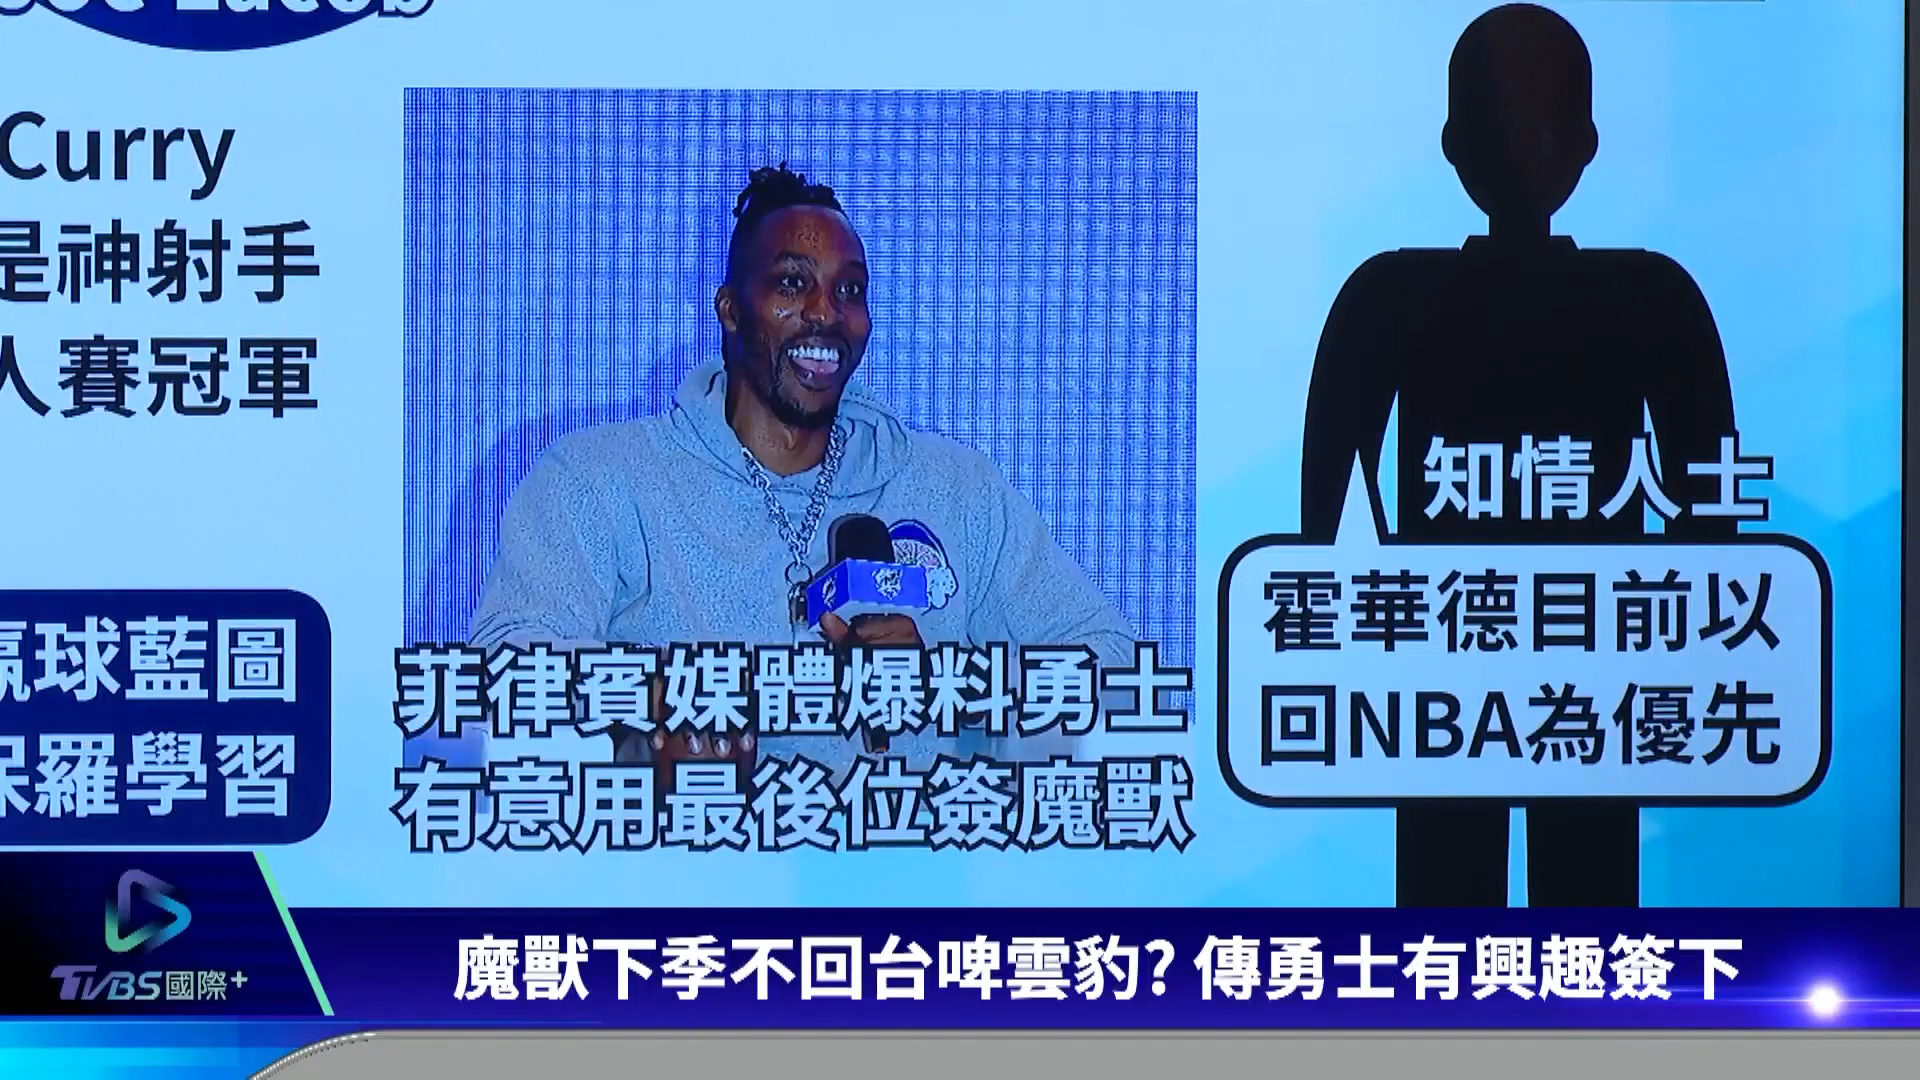 Curry
是神射手
人賽冠軍
球藍圖
羅學習
菲律賓媒體爆料勇士
有意用最後位簽魔獸
知情人士
霍華德目前以
回NBA為優先
TVBS國際+
魔獸下季不回台啤雲豹?傳勇士有興趣簽下